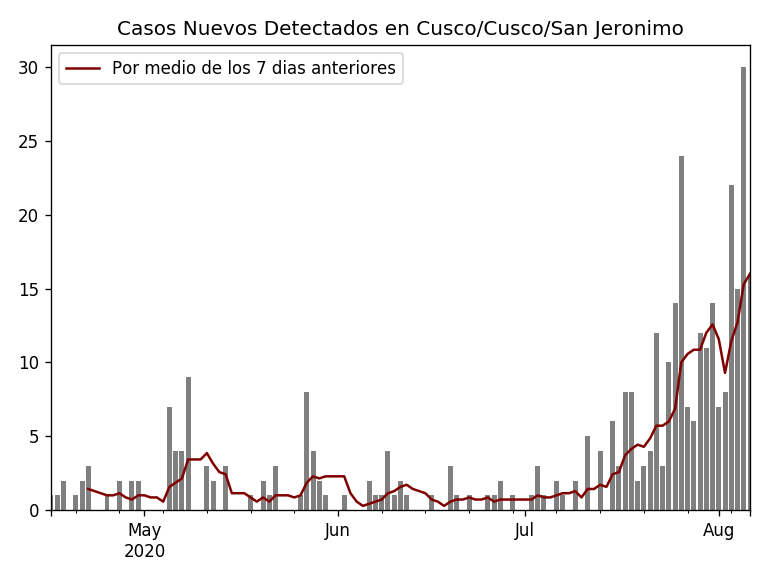 Casos Nuevos Detectados en Cusco/Cusco/San Jeronimo
Por medio de los 7 dias anteriores
30
25
20
15
10
5
0
May
2020
Jun
Jul
Aug